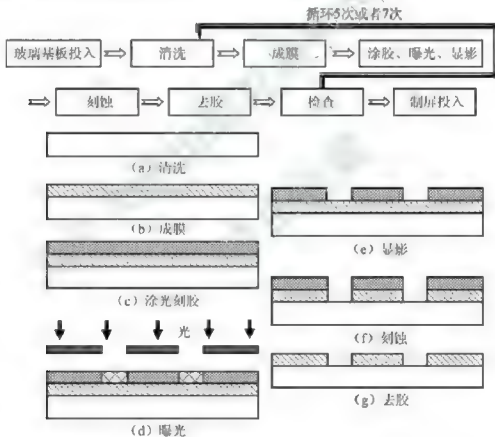 循环5次或者7次
玻璃基板投入 清洗 成膜 涂胶、曝光、显影
刻蚀 去胶 检查 制屏投入
(a) 清洗
(b) 成膜
(c) 涂光刻胶
光
(d) 曝光
(e) 显影
(f) 刻蚀
(g) 去胶